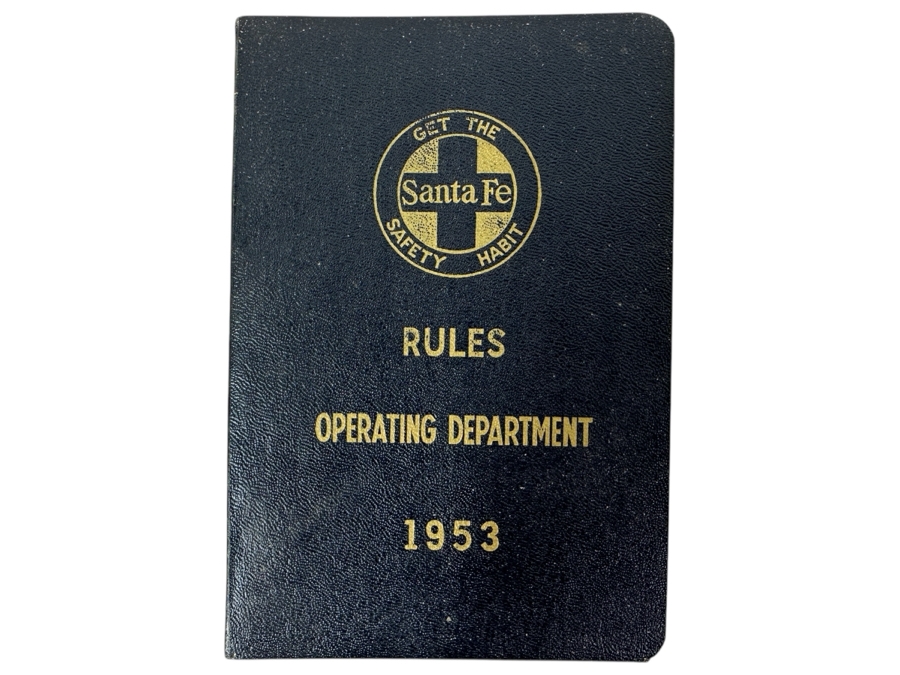 GET THE
Santa Fe
SAFETY HABIT
RULES
OPERATING DEPARTMENT
1953